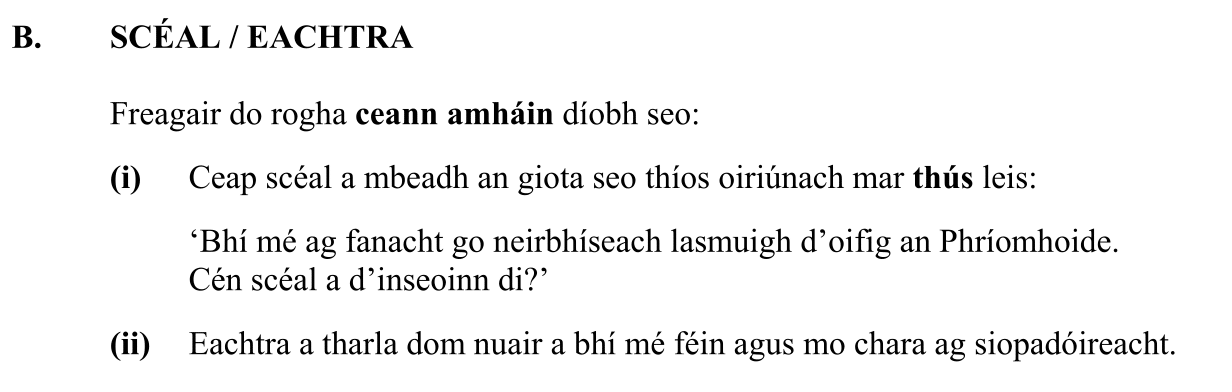 B. SCÉAL / EACHTRA
Freagair do rogha ceann amháin díobh seo:
(i) Ceap scéal a mbeadh an giota seo thíos oiriúnach mar thús leis:
‘Bhí mé ag fanacht go neirbhíseach lasmuigh d’oifig an Phríomhoide.
Cén scéal a d’inseoinn di?’
(ii) Eachtra a tharla dom nuair a bhí mé féin agus mo chara ag siopadóireacht.